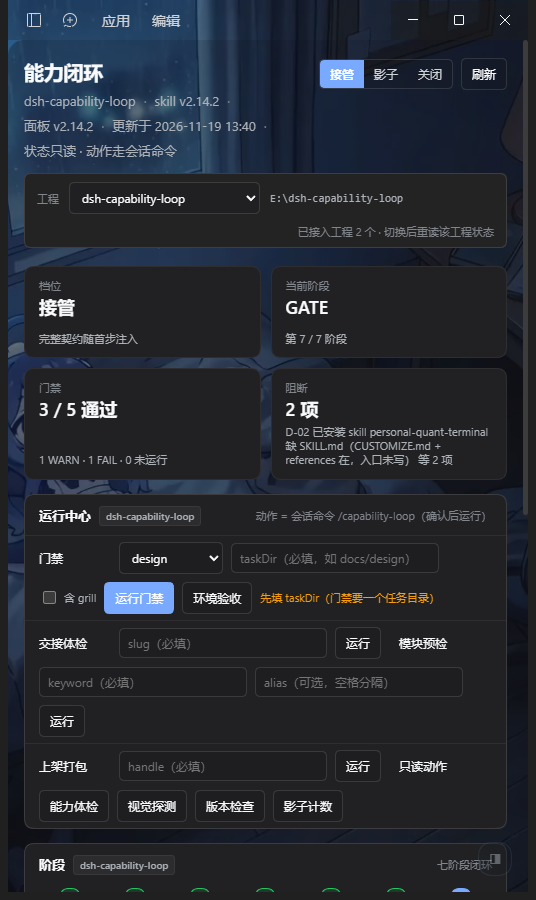 应用 编辑
能力闭环
接管 影子 关闭 刷新
dsh-capability-loop · skill v2.14.2 ·
面板 v2.14.2 · 更新于 2026-11-19 13:40 ·
状态只读 · 动作走会话命令
工程 dsh-capability-loop E:\dsh-capability-loop
已接入工程 2 个 · 切换后重读该工程状态
档位
接管
完整契约随首步注入
当前阶段
GATE
第 7 / 7 阶段
门禁
3 / 5 通过
1 WARN · 1 FAIL · 0 未运行
阻断
2 项
D-02 已安装 skill personal-quant-terminal
缺 SKILL.md（CUSTOMIZE.md +
references 在，入口未写） 等 2 项
运行中心 dsh-capability-loop 动作 = 会话命令 /capability-loop（确认后运行）
门禁 design taskDir（必填，如 docs/design）
含 grill 运行门禁 环境验收 先填 taskDir（门禁要一个任务目录）
交接体检 slug（必填） 运行 模块预检
keyword（必填） alias（可选，空格分隔）
运行
上架打包 handle（必填） 运行 只读动作
能力体检 视觉探测 版本检查 影子计数
阶段 dsh-capability-loop 七阶段闭环